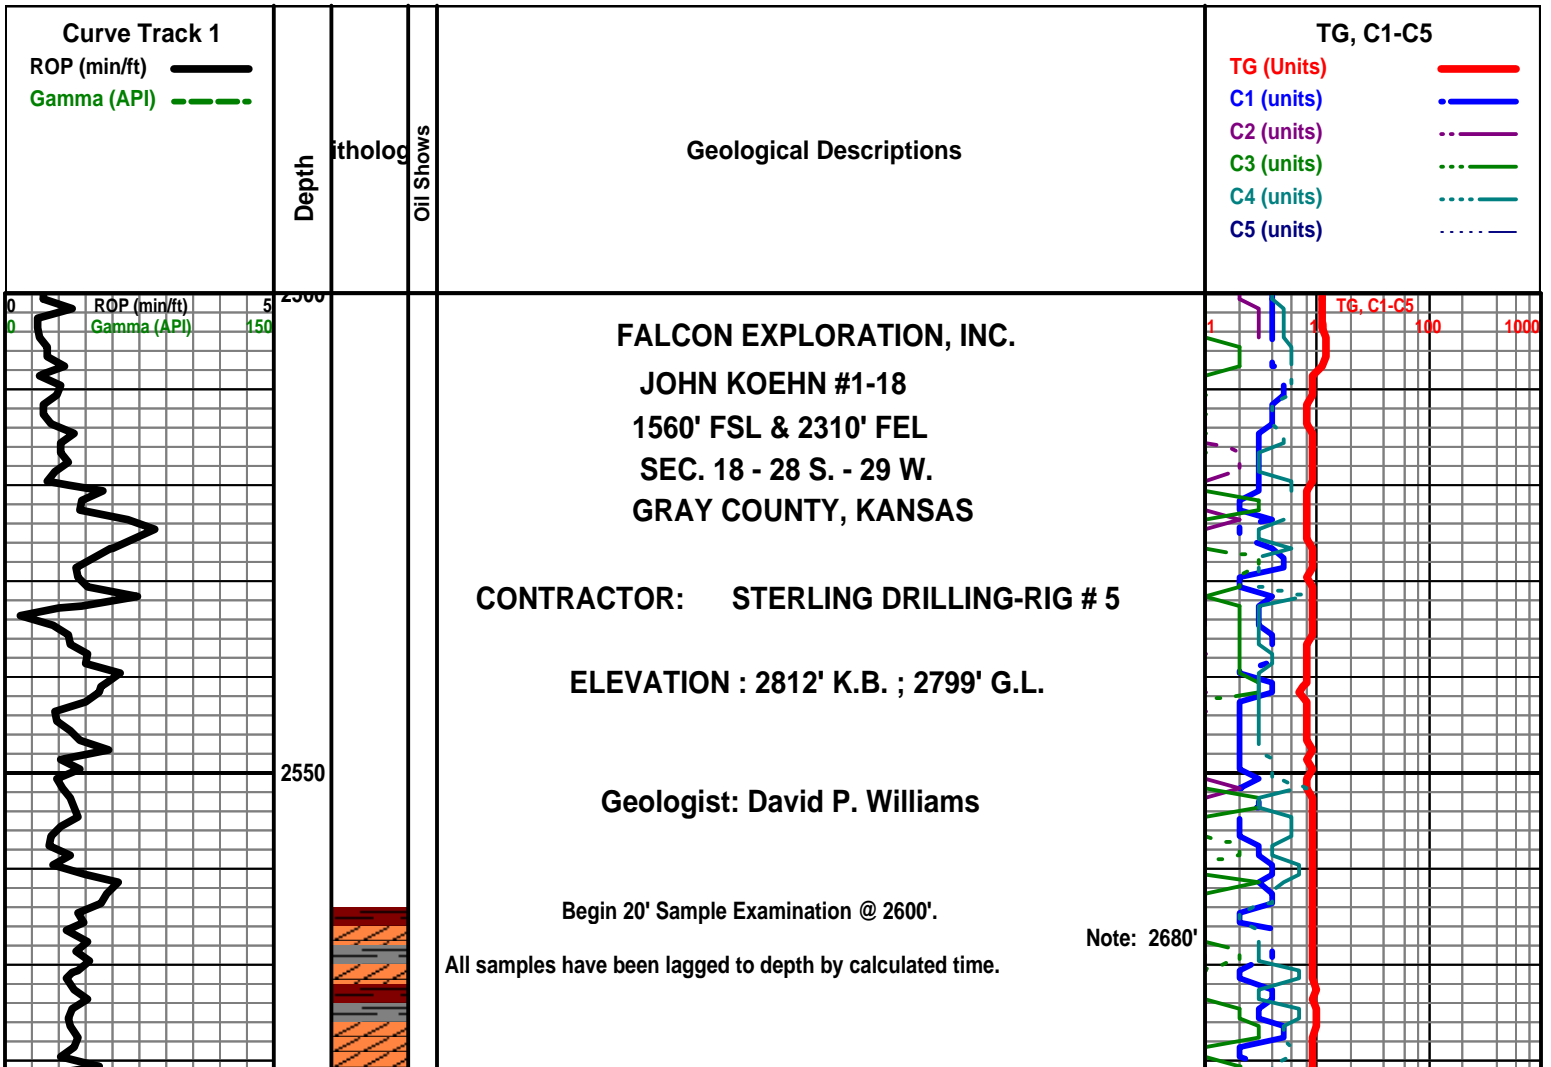 Curve Track 1
ROP (min/ft)
Gamma (API)
Depth
ithology
Oil Shows
Geological Descriptions
TG, C1-C5
TG (Units)
C1 (units)
C2 (units)
C3 (units)
C4 (units)
C5 (units)
0 ROP (min/ft) 5
0 Gamma (API) 150
2500
TG, C1-C5
1 1 100 1000
FALCON EXPLORATION, INC.
JOHN KOEHN #1-18
1560' FSL & 2310' FEL
SEC. 18 - 28 S. - 29 W.
GRAY COUNTY, KANSAS
CONTRACTOR: STERLING DRILLING-RIG # 5
ELEVATION : 2812' K.B. ; 2799' G.L.
2550
Geologist: David P. Williams
Begin 20' Sample Examination @ 2600'.
Note: 2680'
All samples have been lagged to depth by calculated time.